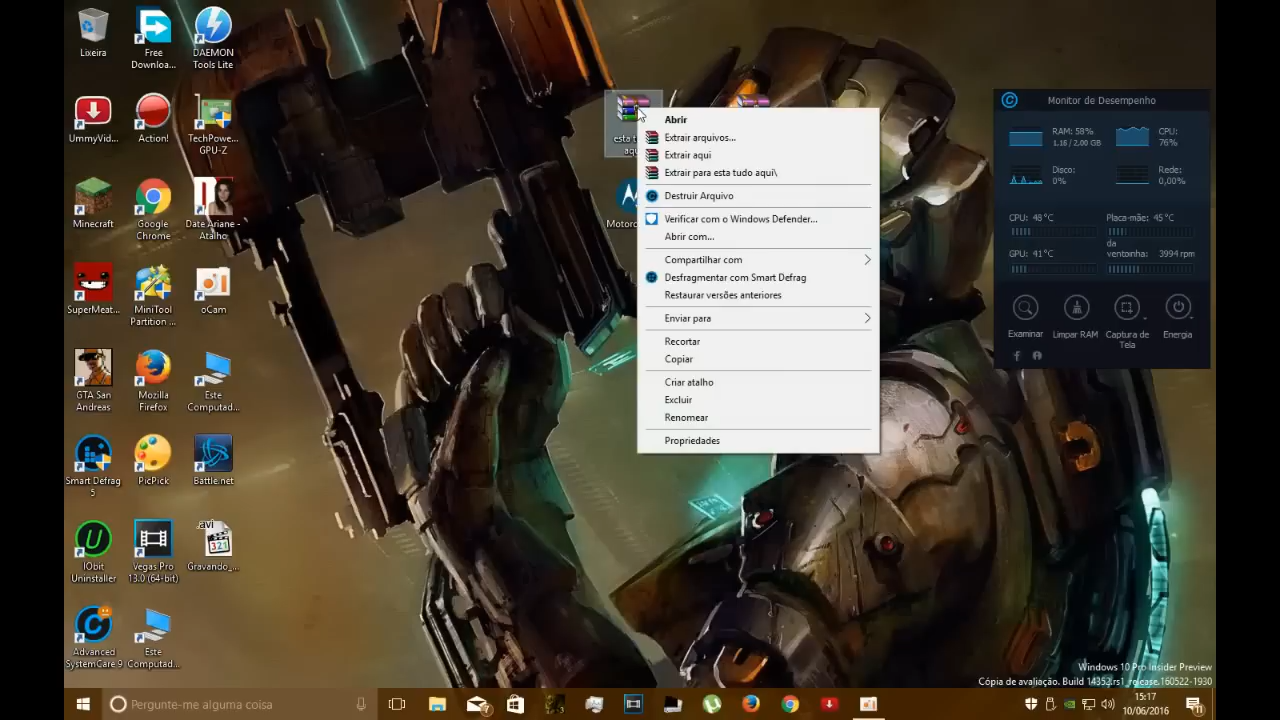 Lixeira
Free
Downloa...
DAEMON
Tools Lite
UmmyVid...
Action!
TechPowe...
GPU-Z
Minecraft
Google
Chrome
Date Ariane -
Atalho
SuperMeat...
MiniTool
Partition ...
oCam
GTA San
Andreas
Mozilla
Firefox
Este
Computad...
Smart Defrag
5
PicPick
Battle.net
IObit
Uninstaller
Vegas Pro
13.0 (64-bit)
.avi
321
Gravando_...
Advanced
SystemCare 9
Este
Computad...
Abrir
Extrair arquivos...
Extrair aqui
Extrair para esta tudo aqui\
Destruir Arquivo
Verificar com o Windows Defender...
Abrir com...
Compartilhar com
Desfragmentar com Smart Defrag
Restaurar versões anteriores
Enviar para
Recortar
Copiar
Criar atalho
Excluir
Renomear
Propriedades
Monitor de Desempenho
RAM: 58%
1,16 / 2,00 GB
CPU:
76%
Disco:
0%
Rede:
0,00%
CPU: 48°C
Placa-mãe: 45°C
GPU: 41°C
da
ventoinha: 3994 rpm
Examinar
Limpar RAM
Captura de
Tela
Energia
Windows 10 Pro Insider Preview
Cópia de avaliação. Build 14352.rs1_release.160522-1930
Pergunte-me alguma coisa
15:17
10/06/2016